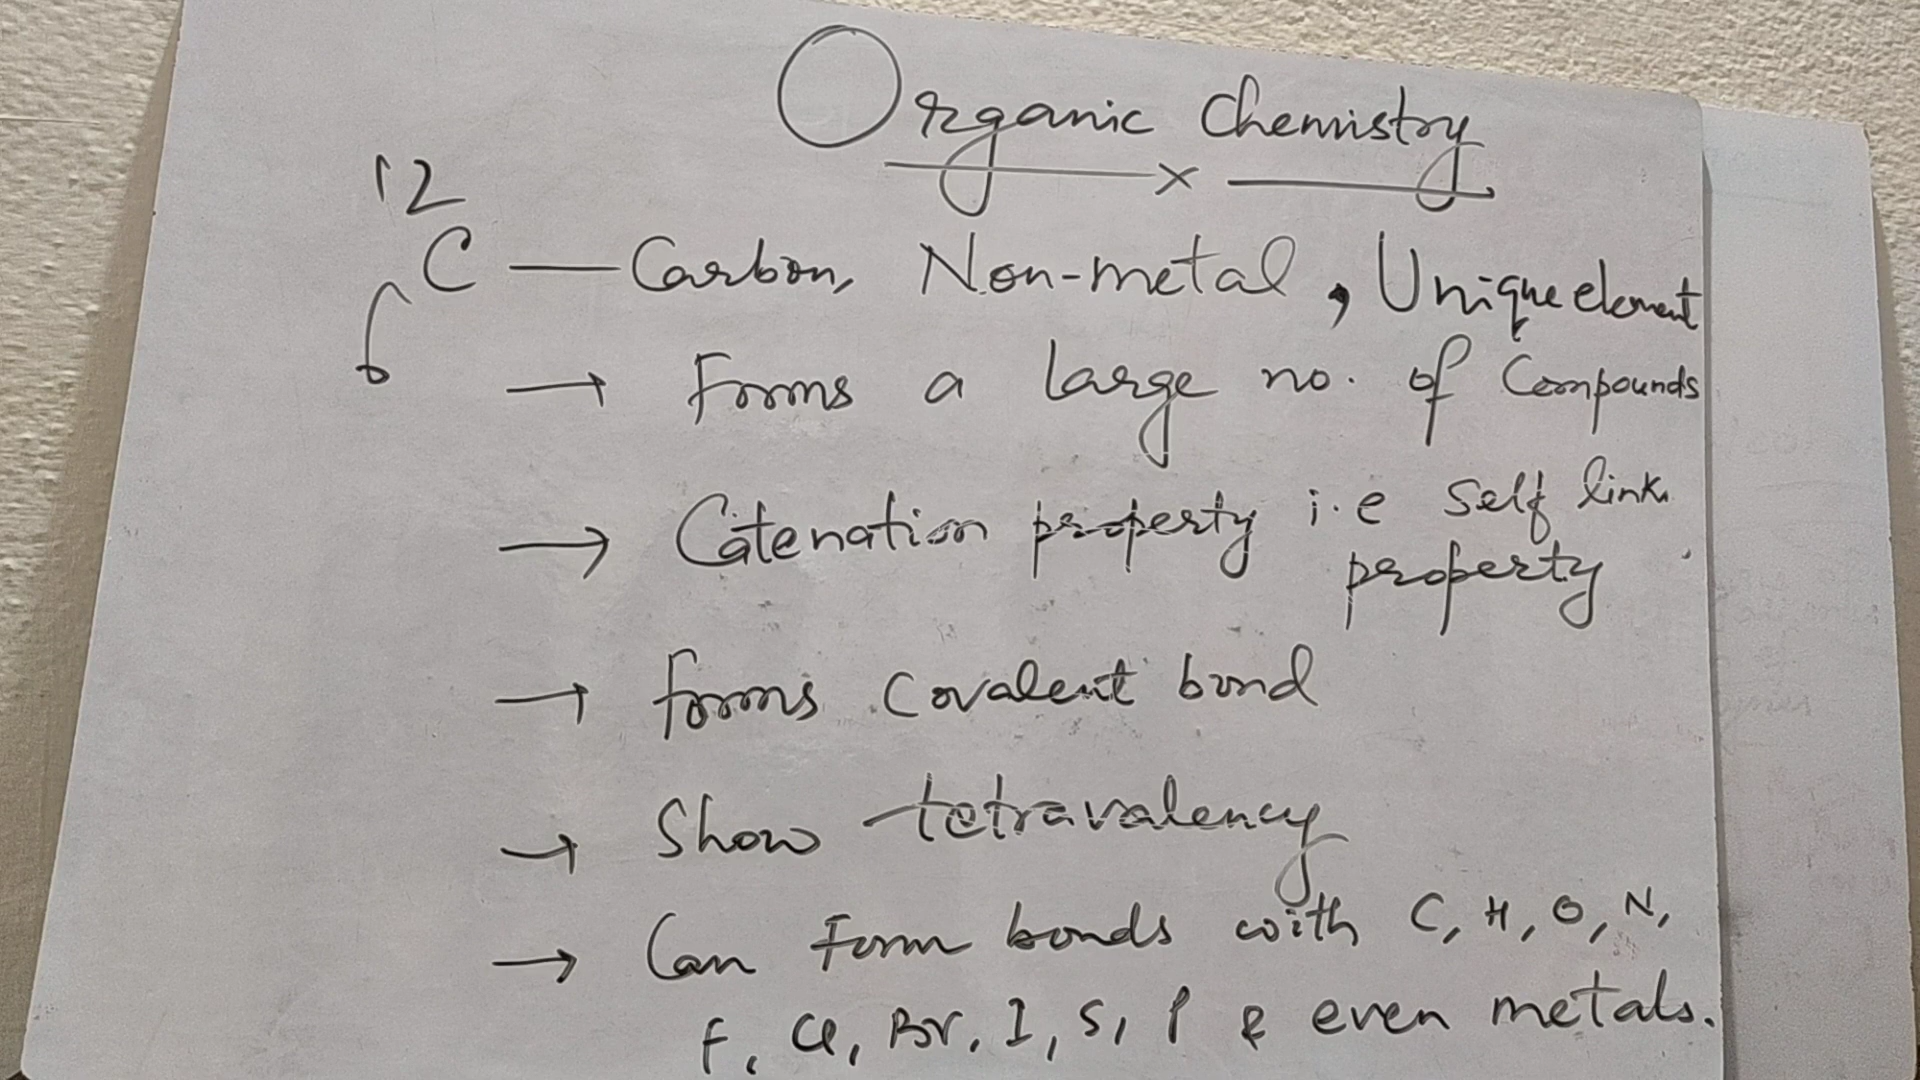 Organic Chemistry
12
C — Carbon, Non-metal, Unique element
6
→ Forms a large no. of Compounds
→ Catenation property i.e Self link
property
→ forms Covalent bond
→ Show tetravalency
→ Can Form bonds with C, H, O, N,
F, Cl, Br, I, S, P & even metals.